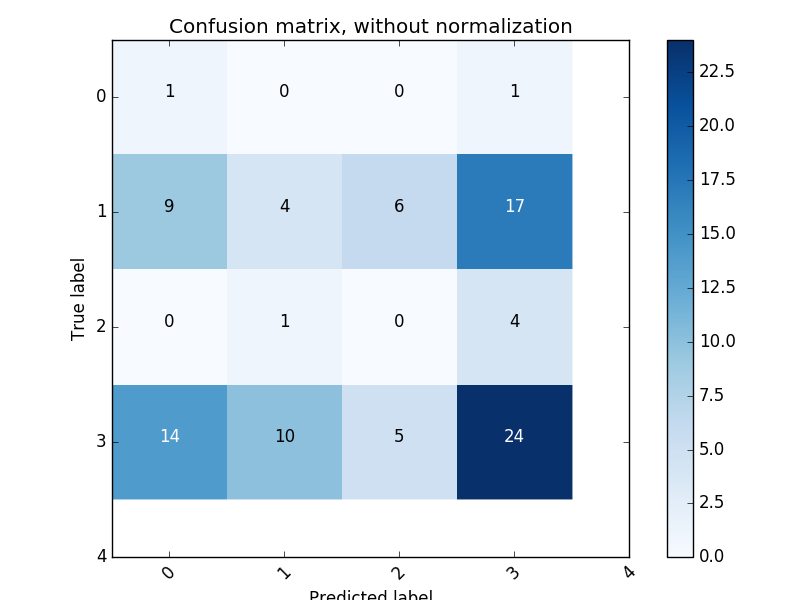 Confusion matrix, without normalization
0 1 0 0 1
1 9 4 6 17
2 0 1 0 4
3 14 10 5 24
4
0 1 2 3 4
True label
Predicted label
22.5
20.0
17.5
15.0
12.5
10.0
7.5
5.0
2.5
0.0